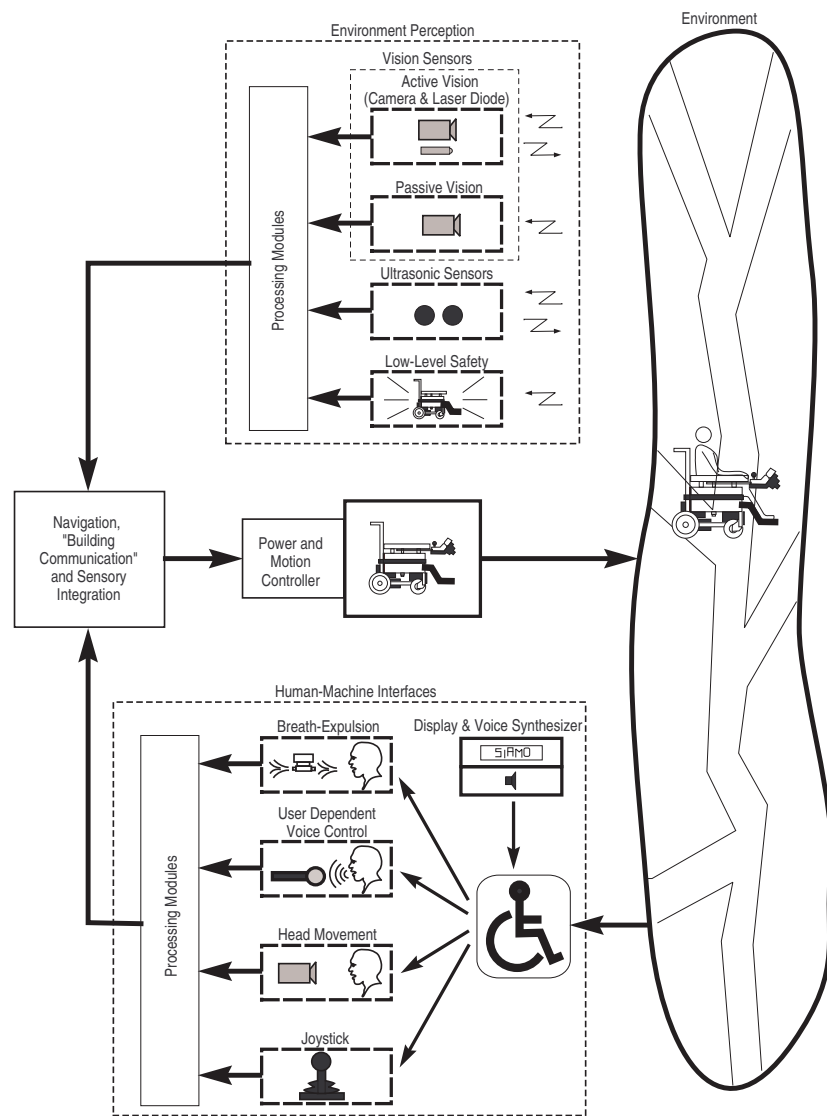 Environment
Environment Perception
Vision Sensors
Active Vision
(Camera & Laser Diode)
Passive Vision
Ultrasonic Sensors
Low-Level Safety
Processing Modules
Navigation,
"Building
Communication"
and Sensory
Integration
Power and
Motion
Controller
Human-Machine Interfaces
Breath-Expulsion
Display & Voice Synthesizer
SIAMO
User Dependent
Voice Control
Head Movement
Joystick
Processing Modules